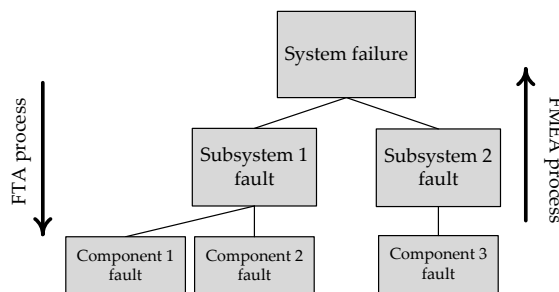 System failure
FTA process
FMEA process
Subsystem 1
fault
Subsystem 2
fault
Component 1
fault
Component 2
fault
Component 3
fault